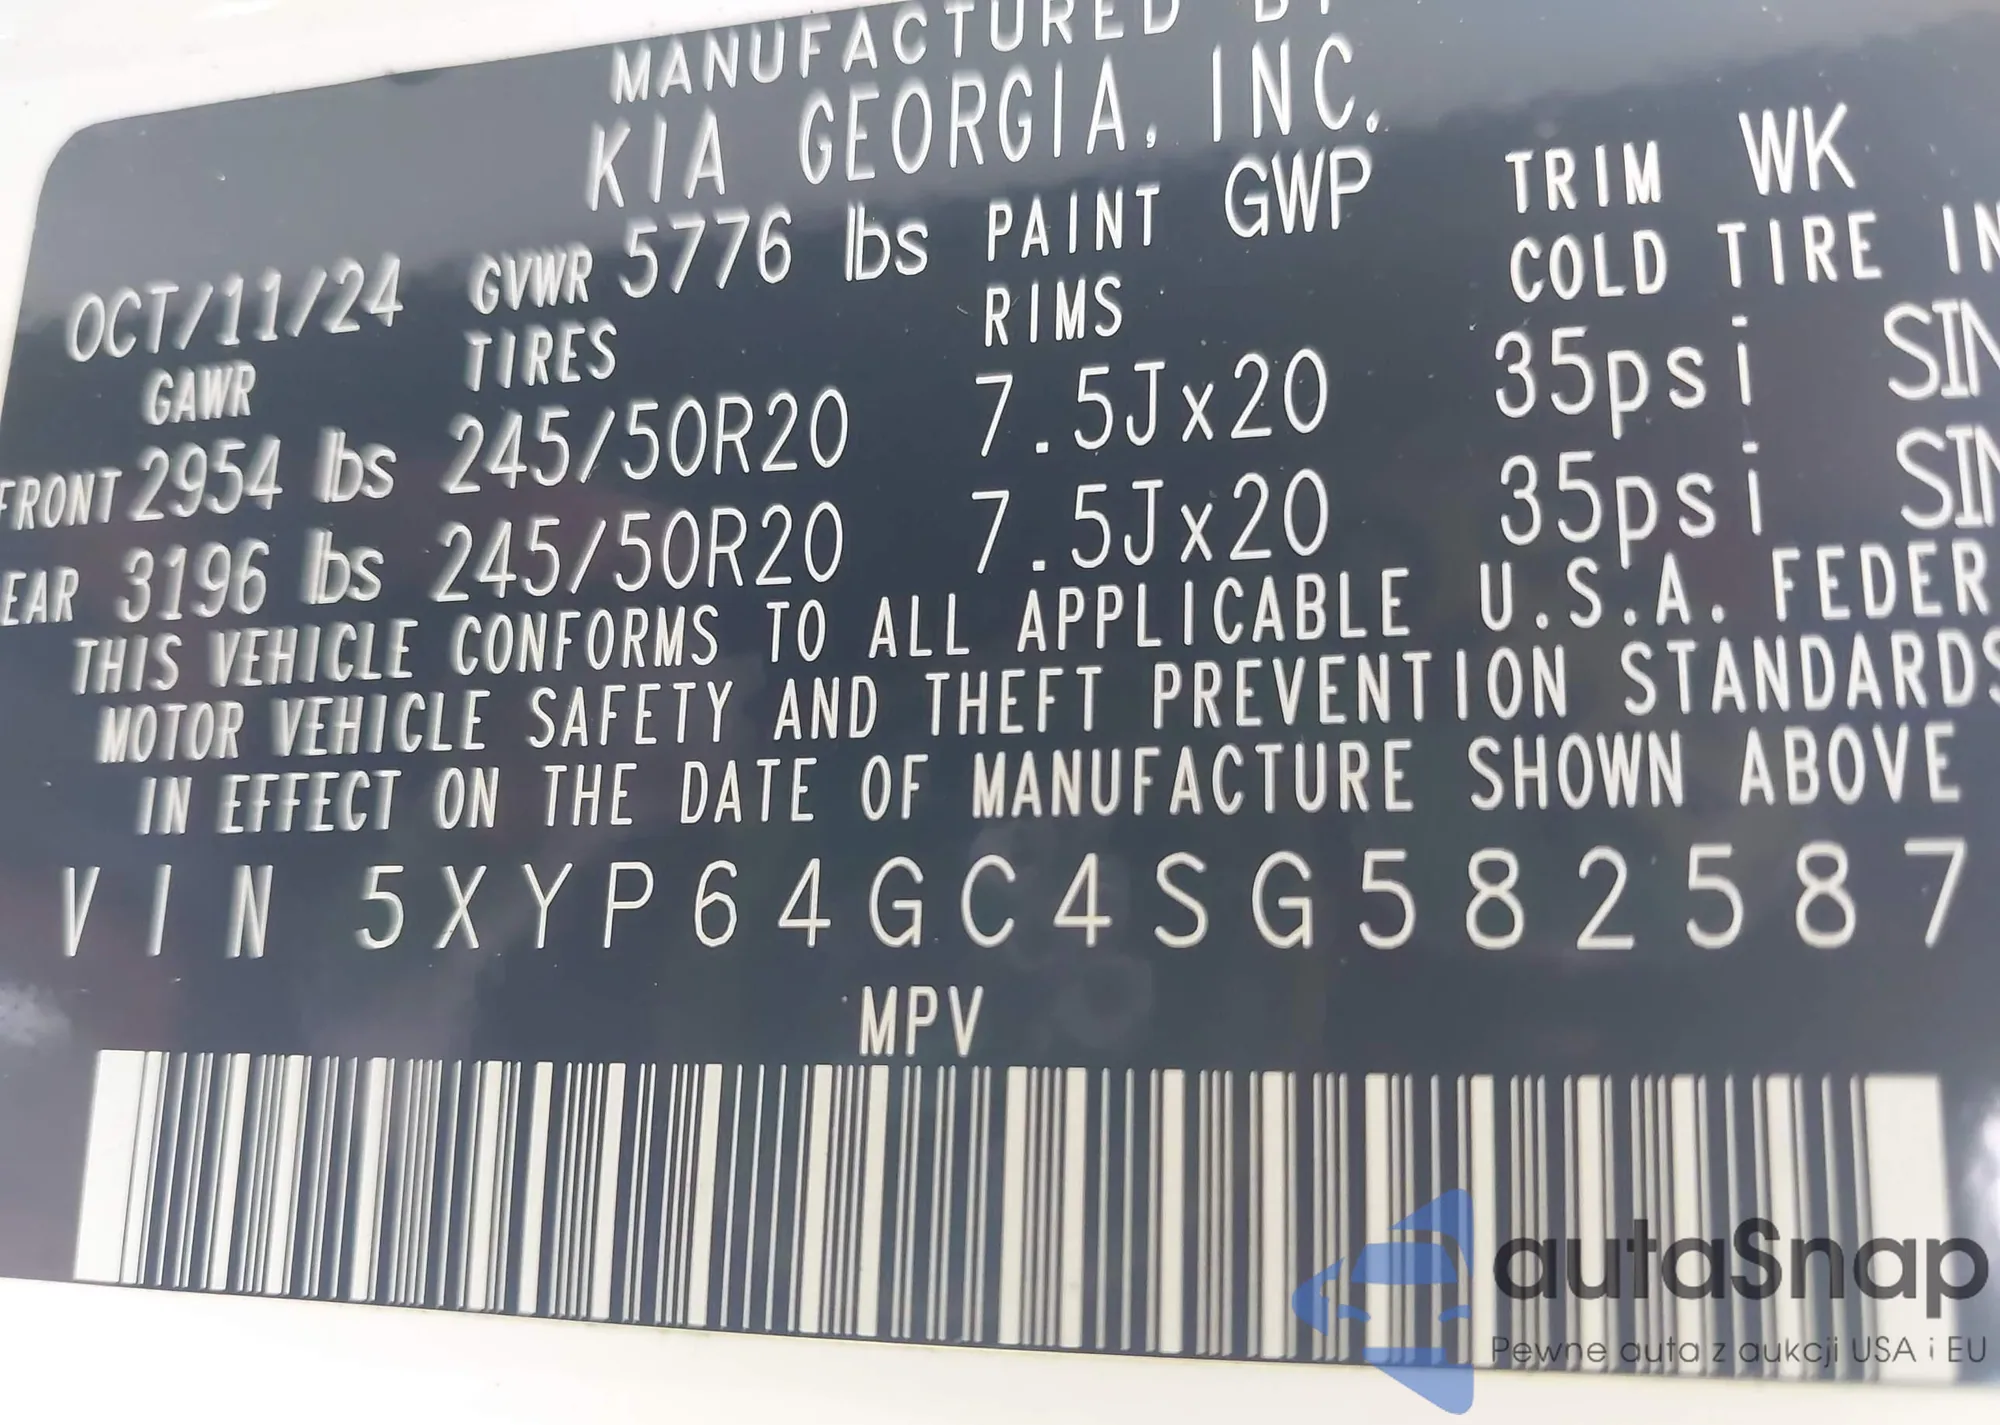 MANUFACTURED BY
KIA GEORGIA, INC.
OCT/11/24 GVWR 5776 lbs PAINT GWP TRIM WK
GAWR TIRES RIMS COLD TIRE IN
FRONT 2954 lbs 245/50R20 7.5Jx20 35psi SIN
EAR 3196 lbs 245/50R20 7.5Jx20 35psi SIN
THIS VEHICLE CONFORMS TO ALL APPLICABLE U.S.A. FEDER
MOTOR VEHICLE SAFETY AND THEFT PREVENTION STANDARDS
IN EFFECT ON THE DATE OF MANUFACTURE SHOWN ABOVE
VIN 5XYP64GC4SG582587
MPV
autaSnap
Pewne auta z aukcji USA i EU